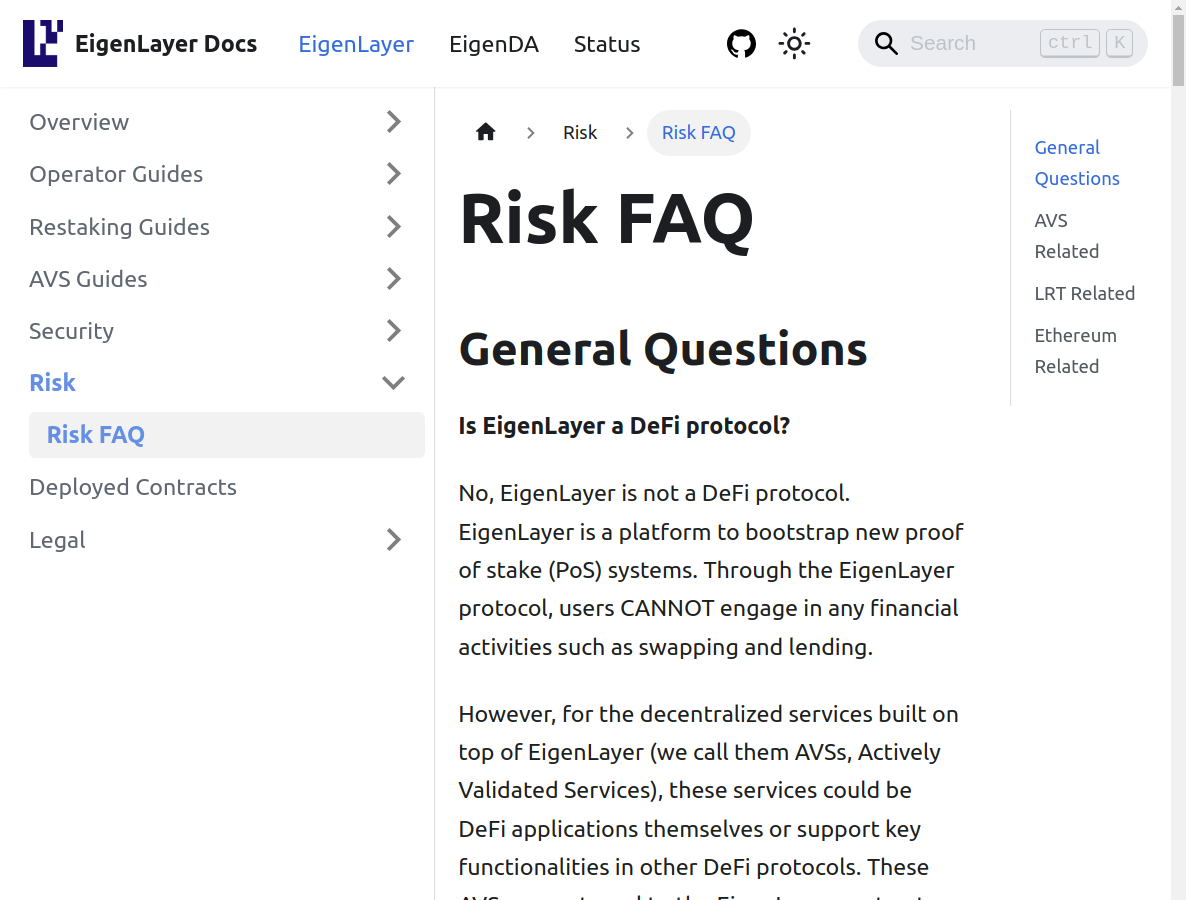 EigenLayer Docs EigenLayer EigenDA Status Search ctrl K
Overview
Operator Guides
Restaking Guides
AVS Guides
Security
Risk
Risk FAQ
Deployed Contracts
Legal
Risk Risk FAQ
Risk FAQ
General Questions
Is EigenLayer a DeFi protocol?
No, EigenLayer is not a DeFi protocol.
EigenLayer is a platform to bootstrap new proof
of stake (PoS) systems. Through the EigenLayer
protocol, users CANNOT engage in any financial
activities such as swapping and lending.
However, for the decentralized services built on
top of EigenLayer (we call them AVSs, Actively
Validated Services), these services could be
DeFi applications themselves or support key
functionalities in other DeFi protocols. These
General
Questions
AVS
Related
LRT Related
Ethereum
Related